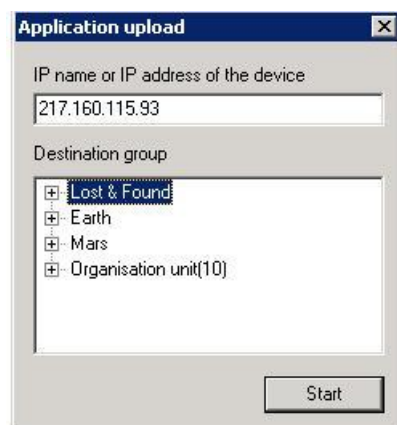 Application upload
IP name or IP address of the device
217.160.115.93
Destination group
Lost & Found
Earth
Mars
Organisation unit(10)
Start